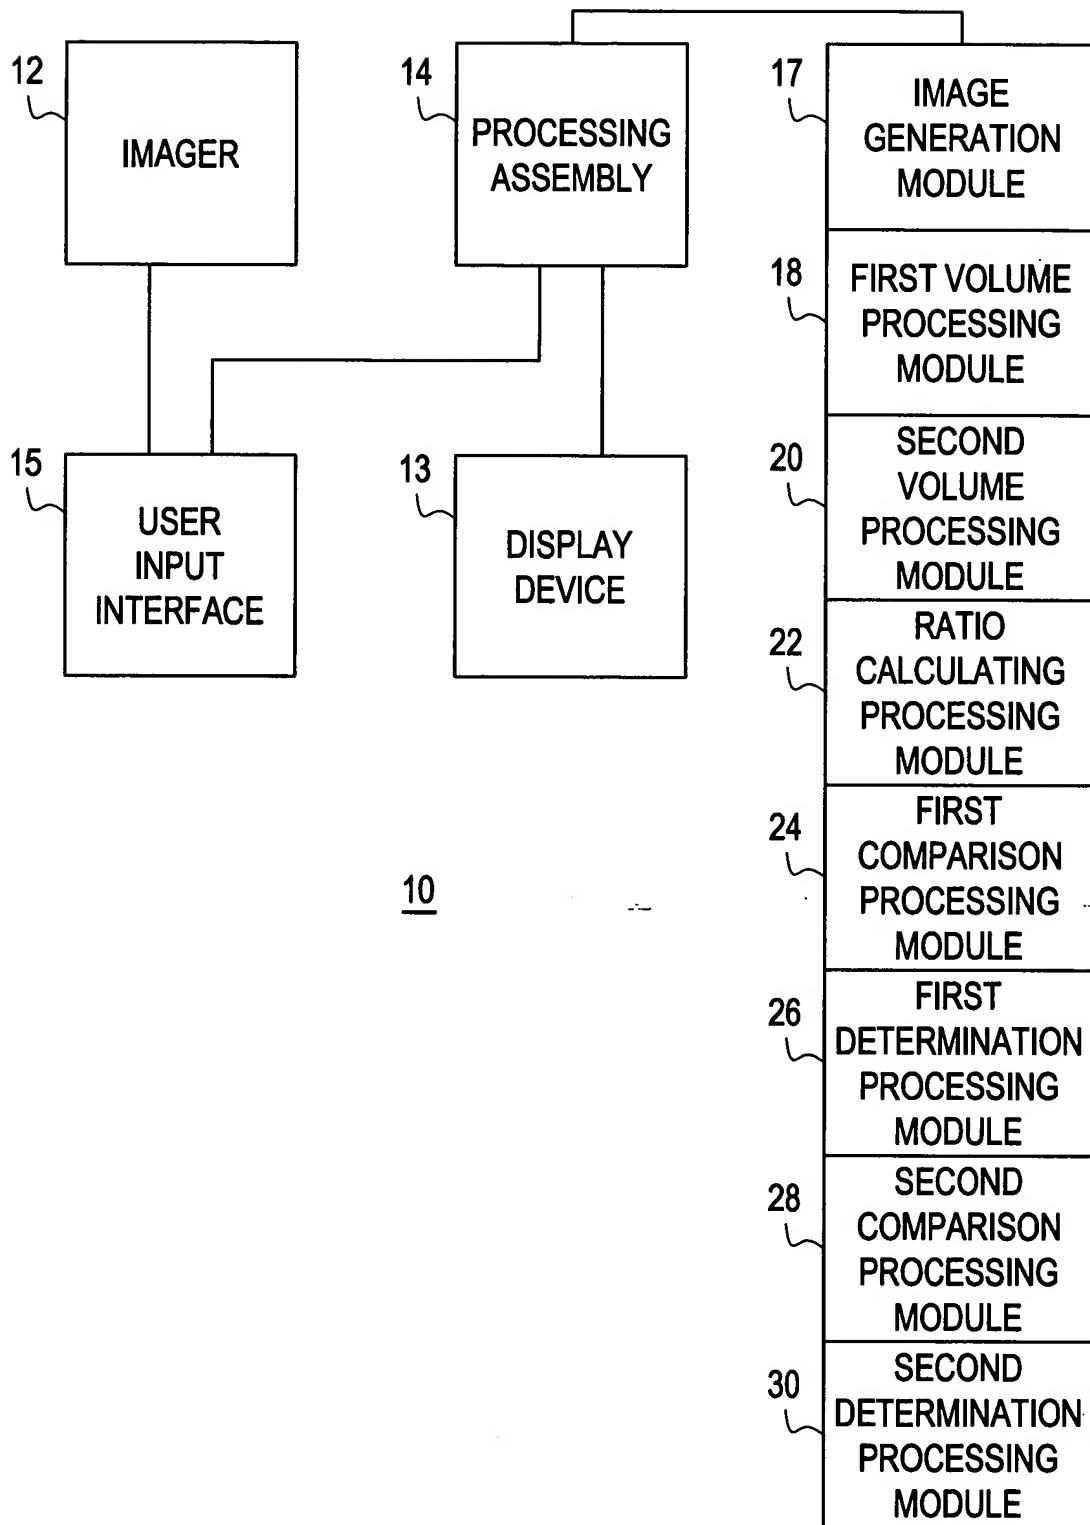 12
IMAGER
14
PROCESSING
ASSEMBLY
15
USER
INPUT
INTERFACE
13
DISPLAY
DEVICE
10
17
IMAGE
GENERATION
MODULE
18
FIRST VOLUME
PROCESSING
MODULE
20
SECOND
VOLUME
PROCESSING
MODULE
22
RATIO
CALCULATING
PROCESSING
MODULE
24
FIRST
COMPARISON
PROCESSING
MODULE
26
FIRST
DETERMINATION
PROCESSING
MODULE
28
SECOND
COMPARISON
PROCESSING
MODULE
30
SECOND
DETERMINATION
PROCESSING
MODULE